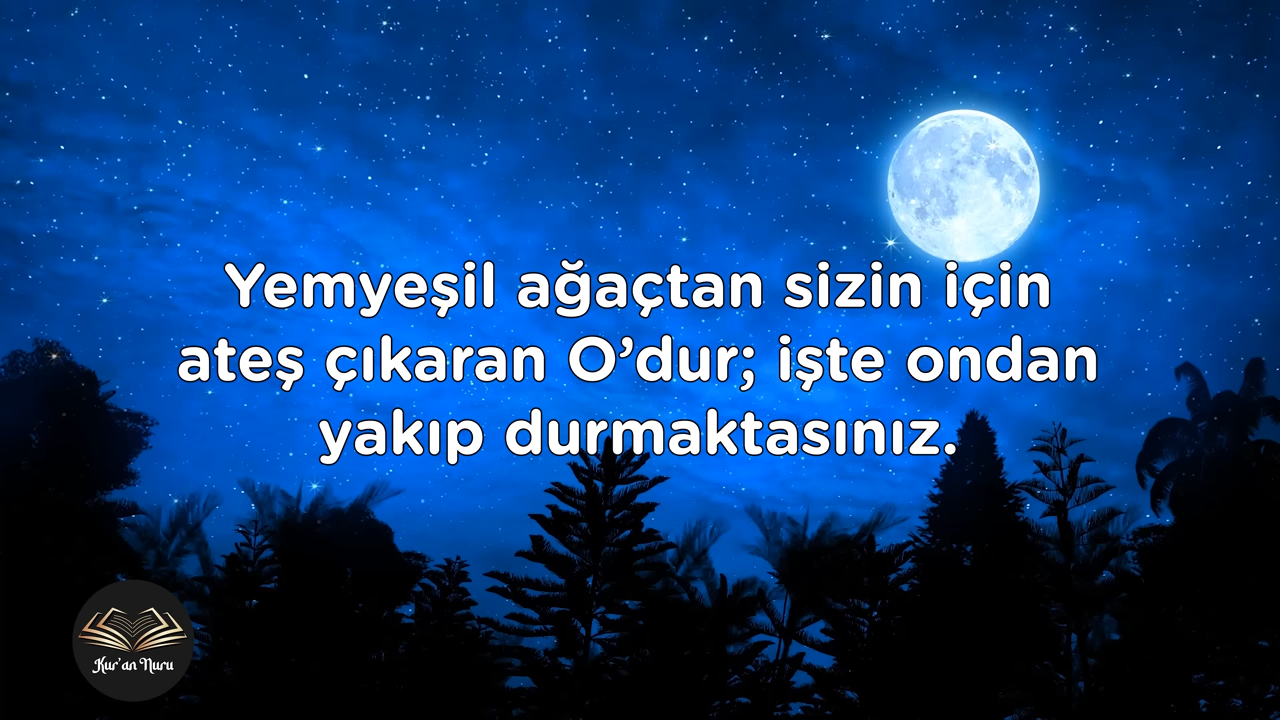 Yemyeşil ağaçtan sizin için
ateş çıkaran O’dur; işte ondan
yakıp durmaktasınız.
Kur'an Nuru